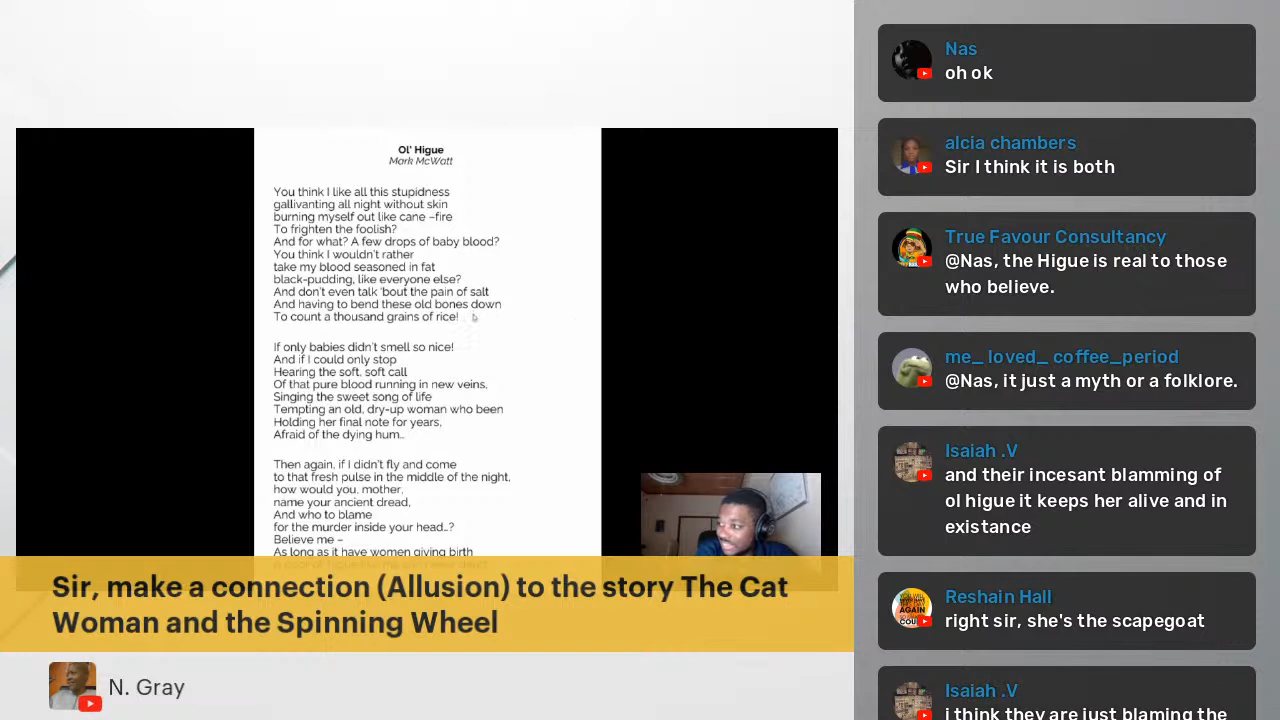 Ol' Higue
Mark McWatt
You think I like all this stupidness
gallivanting all night without skin
burning myself out like cane –fire
To frighten the foolish?
And for what? A few drops of baby blood?
You think I wouldn't rather
take my blood seasoned in fat
black-pudding, like everyone else?
And don't even talk 'bout the pain of salt
And having to bend these old bones down
To count a thousand grains of rice!
If only babies didn't smell so nice!
And if I could only stop
Hearing the soft, soft call
Of that pure blood running in new veins,
Singing the sweet song of life
Tempting an old, dry-up woman who been
Holding her final note for years,
Afraid of the dying hum...
Then again, if I didn't fly and come
to that fresh pulse in the middle of the night,
how would you, mother,
name your ancient dread,
And who to blame
for the murder inside your head...?
Believe me –
As long as it have women giving birth
Sir, make a connection (Allusion) to the story The Cat
Woman and the Spinning Wheel
N. Gray
Nas
oh ok
alcia chambers
Sir I think it is both
True Favour Consultancy
@Nas, the Higue is real to those
who believe.
me_ loved_ coffee_period
@Nas, it just a myth or a folklore.
Isaiah .V
and their incesant blamming of
ol higue it keeps her alive and in
existance
Reshain Hall
right sir, she's the scapegoat
Isaiah .V
i think they are just blaming the